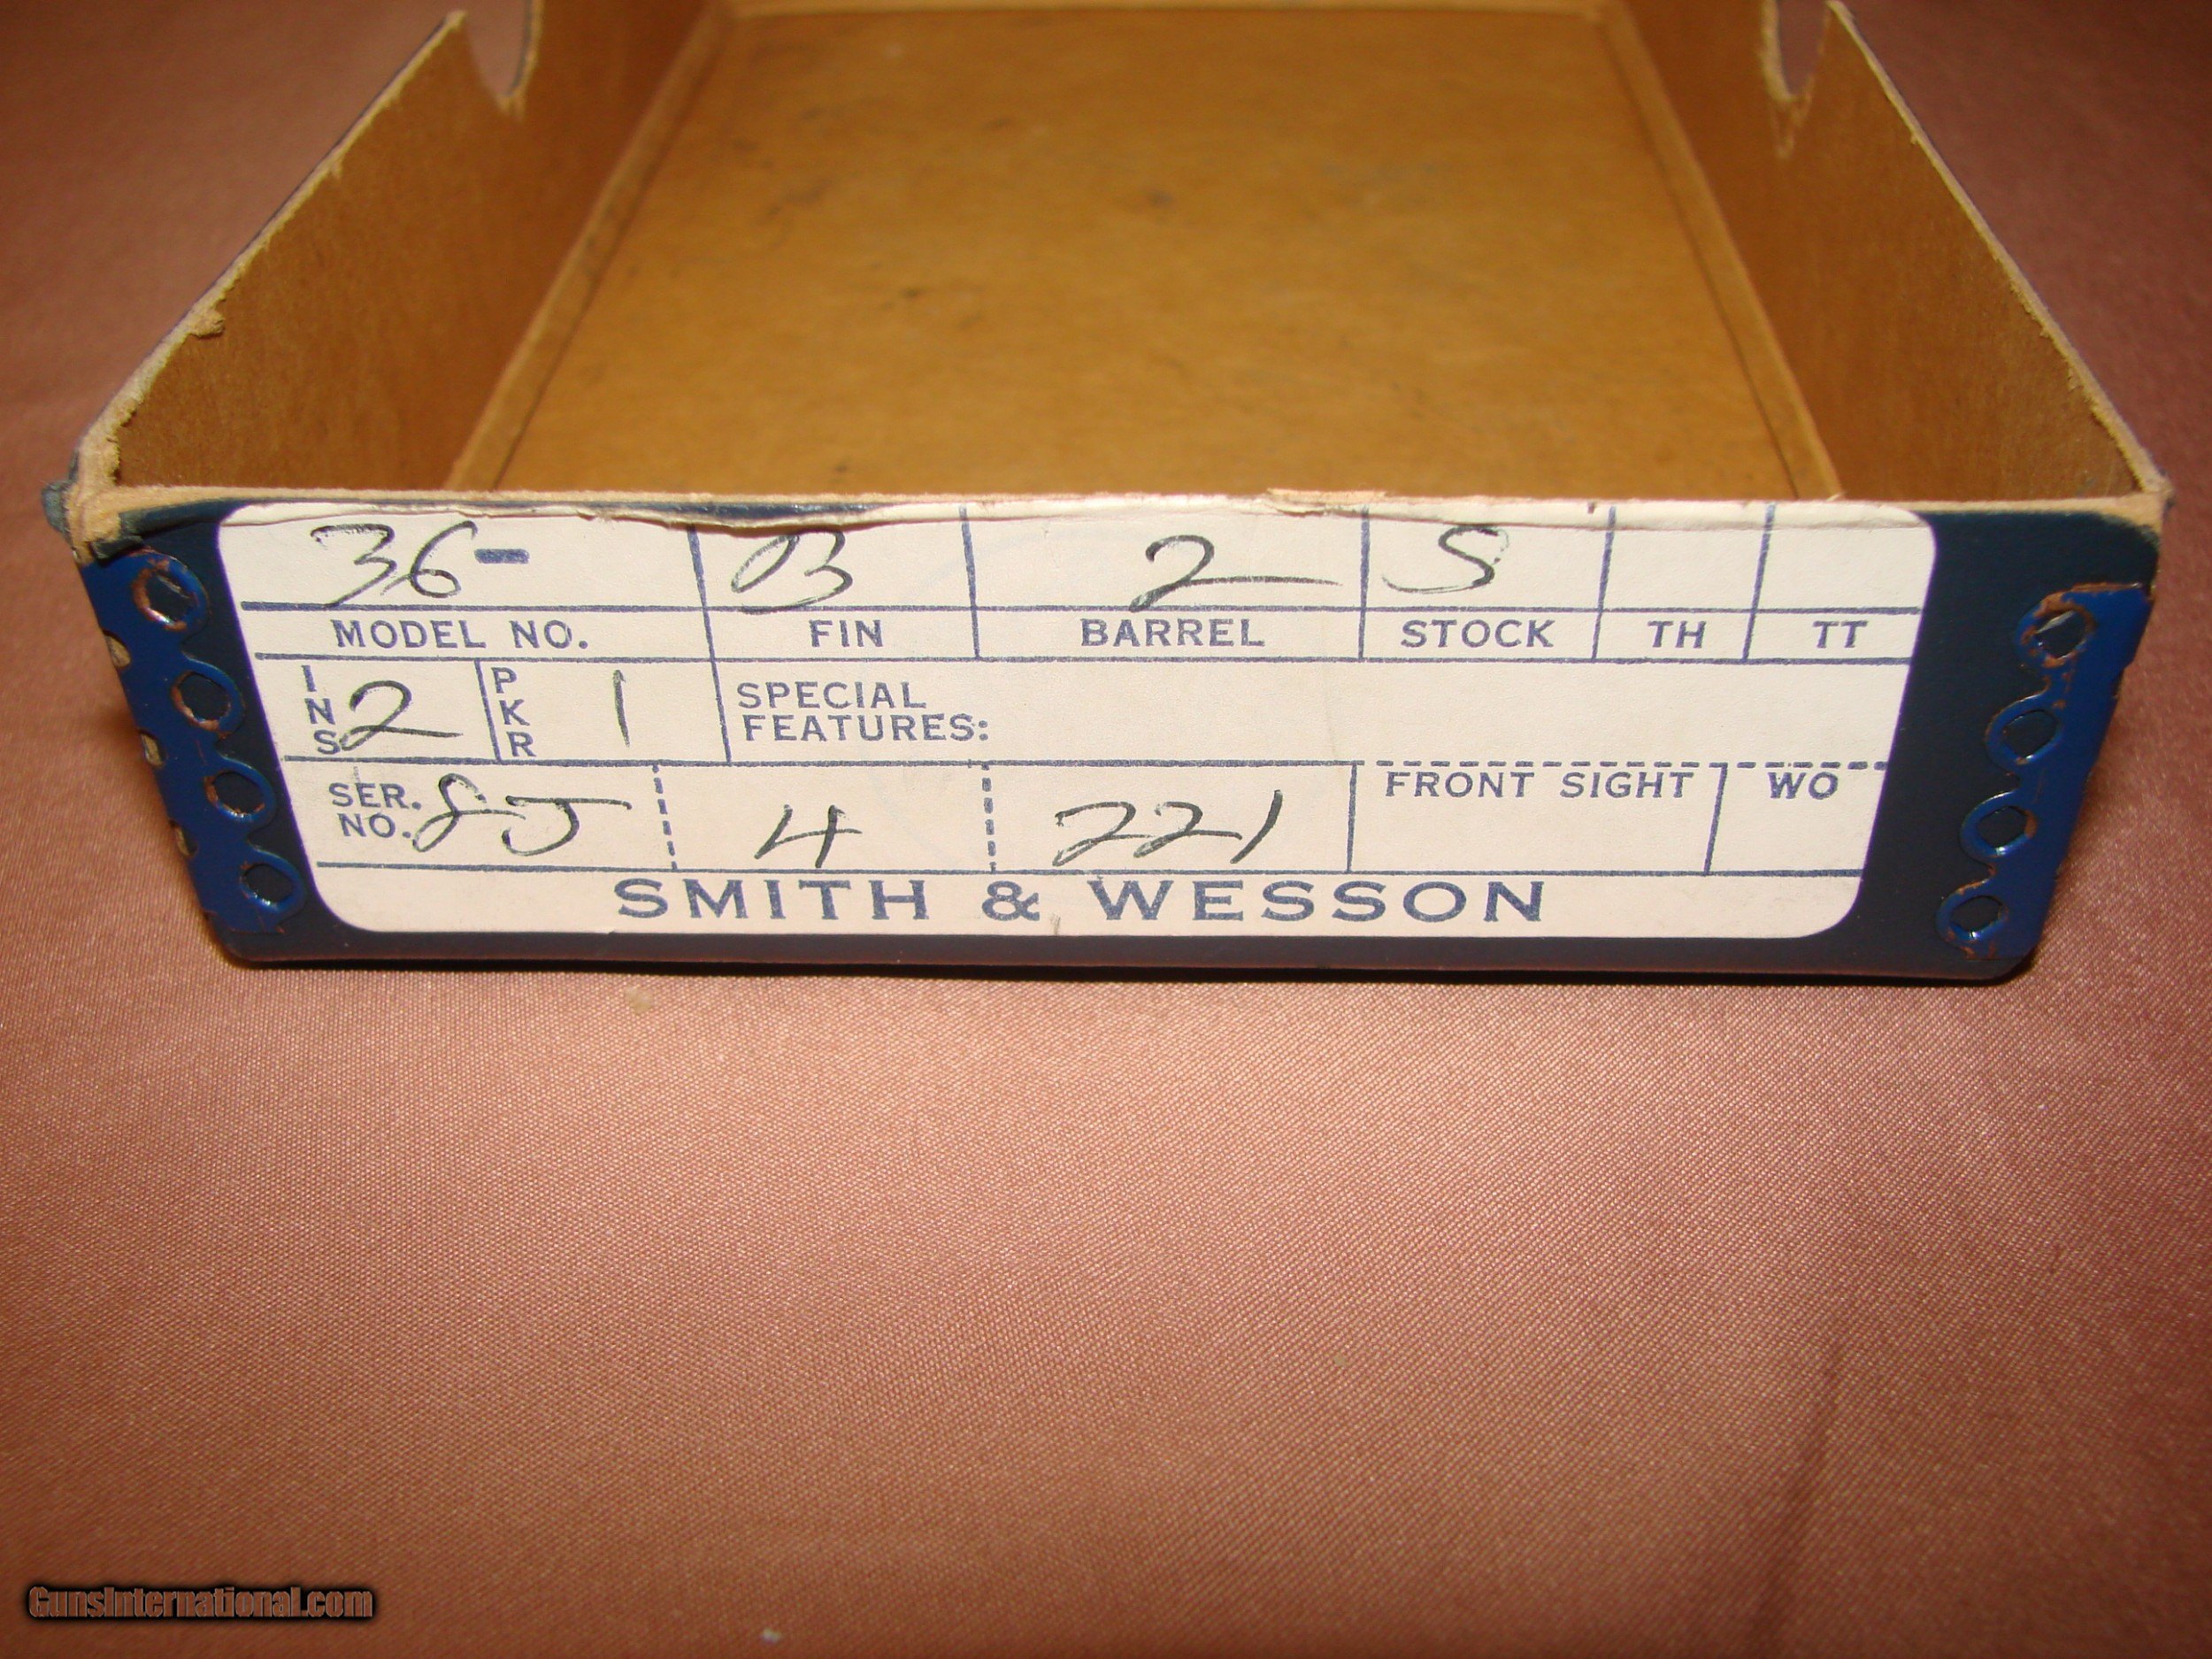 36- B 2 S
MODEL NO. FIN BARREL STOCK TH TT
INS 2 PKR 1 SPECIAL
FEATURES:
SER. NO. 8J 4 221 FRONT SIGHT WO
SMITH & WESSON
GunsInternational.com